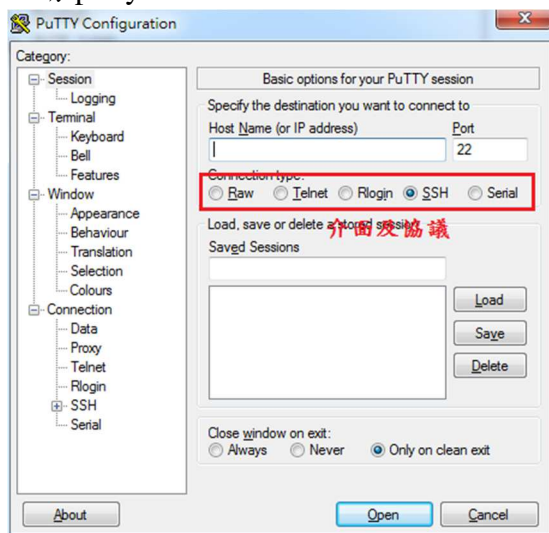 PuTTY Configuration
Category:
Session
Logging
Terminal
Keyboard
Bell
Features
Window
Appearance
Behaviour
Translation
Selection
Colours
Connection
Data
Proxy
Telnet
Rlogin
SSH
Serial
Basic options for your PuTTY session
Specify the destination you want to connect to
Host Name (or IP address) Port
22
Connection type:
Raw Telnet Rlogin SSH Serial
Load, save or delete a stored session
介面及協議
Saved Sessions
Load
Save
Delete
Close window on exit:
Always Never Only on clean exit
About Open Cancel